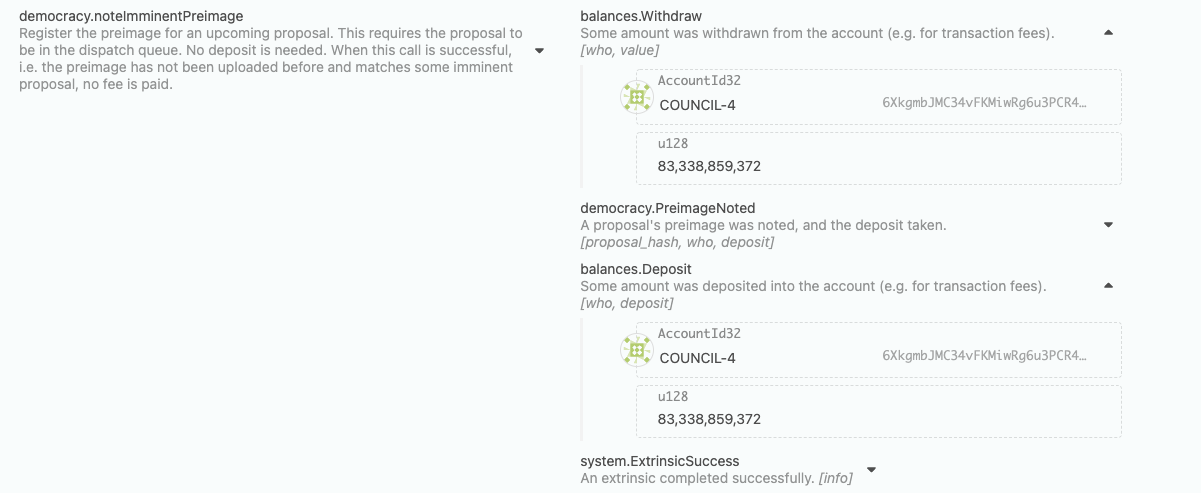 democracy.noteImminentPreimage
Register the preimage for an upcoming proposal. This requires the proposal to
be in the dispatch queue. No deposit is needed. When this call is successful,
i.e. the preimage has not been uploaded before and matches some imminent
proposal, no fee is paid.
balances.Withdraw
Some amount was withdrawn from the account (e.g. for transaction fees).
[who, value]
AccountId32
COUNCIL-4 6XkgmbJMC34vFKMiwRg6u3PCR4…
u128
83,338,859,372
democracy.PreimageNoted
A proposal's preimage was noted, and the deposit taken.
[proposal_hash, who, deposit]
balances.Deposit
Some amount was deposited into the account (e.g. for transaction fees).
[who, deposit]
AccountId32
COUNCIL-4 6XkgmbJMC34vFKMiwRg6u3PCR4…
u128
83,338,859,372
system.ExtrinsicSuccess
An extrinsic completed successfully. [info]